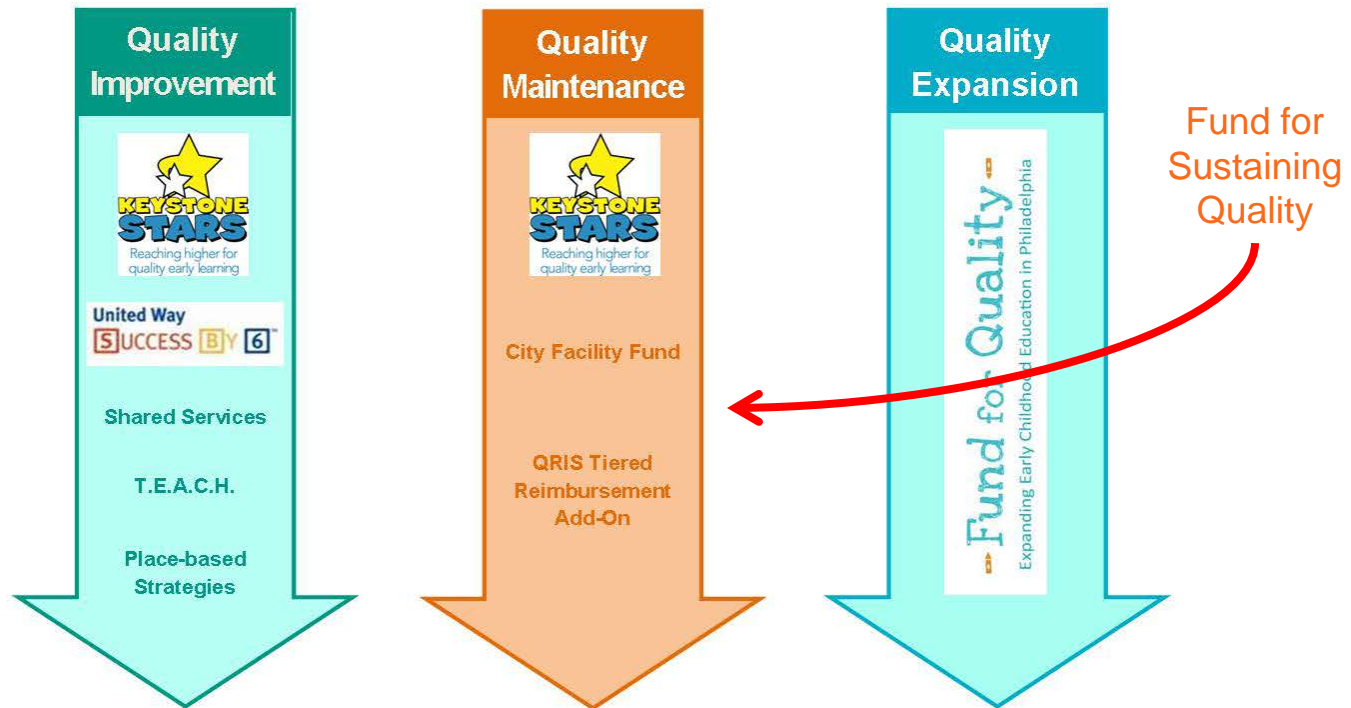 Quality
Improvement
KEYSTONE
STARS
Reaching higher for
quality early learning
United Way
SUCCESS BY 6™
Shared Services
T.E.A.C.H.
Place-based
Strategies
Quality
Maintenance
KEYSTONE
STARS
Reaching higher for
quality early learning
City Facility Fund
QRIS Tiered
Reimbursement
Add-On
Quality
Expansion
Fund for Quality
Expanding Early Childhood Education in Philadelphia
Fund for
Sustaining
Quality